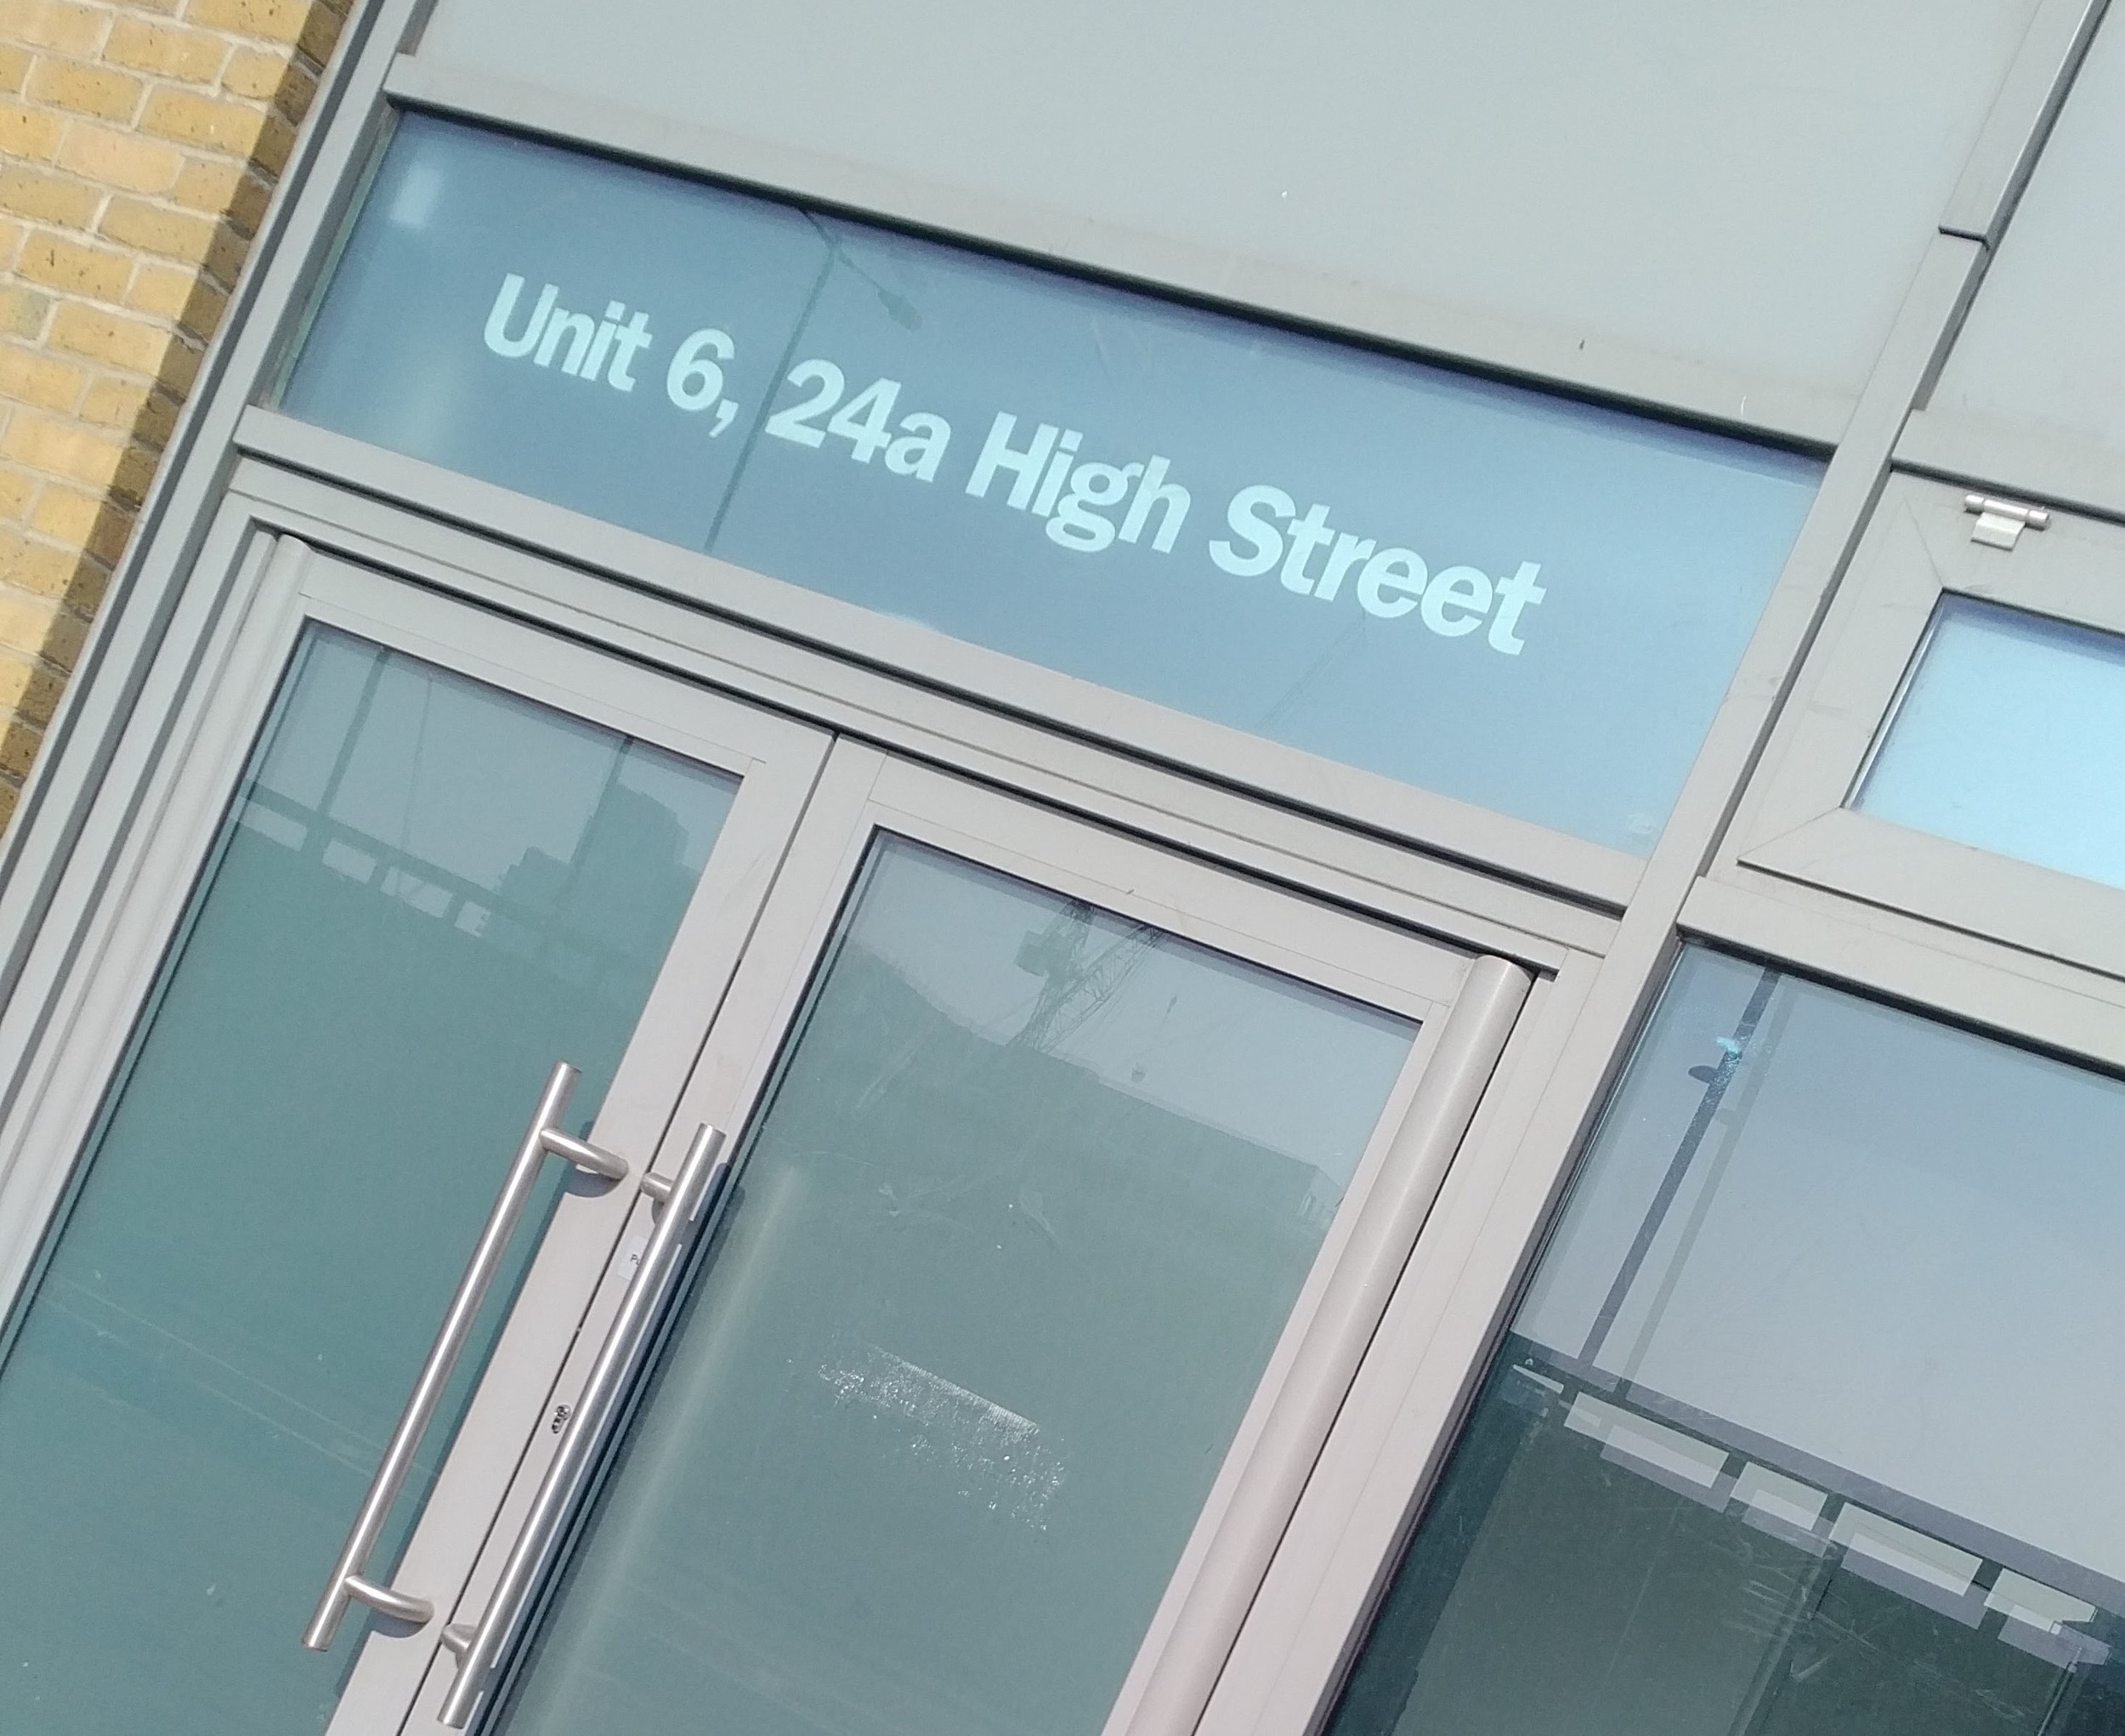 Unit 6, 24a High Street